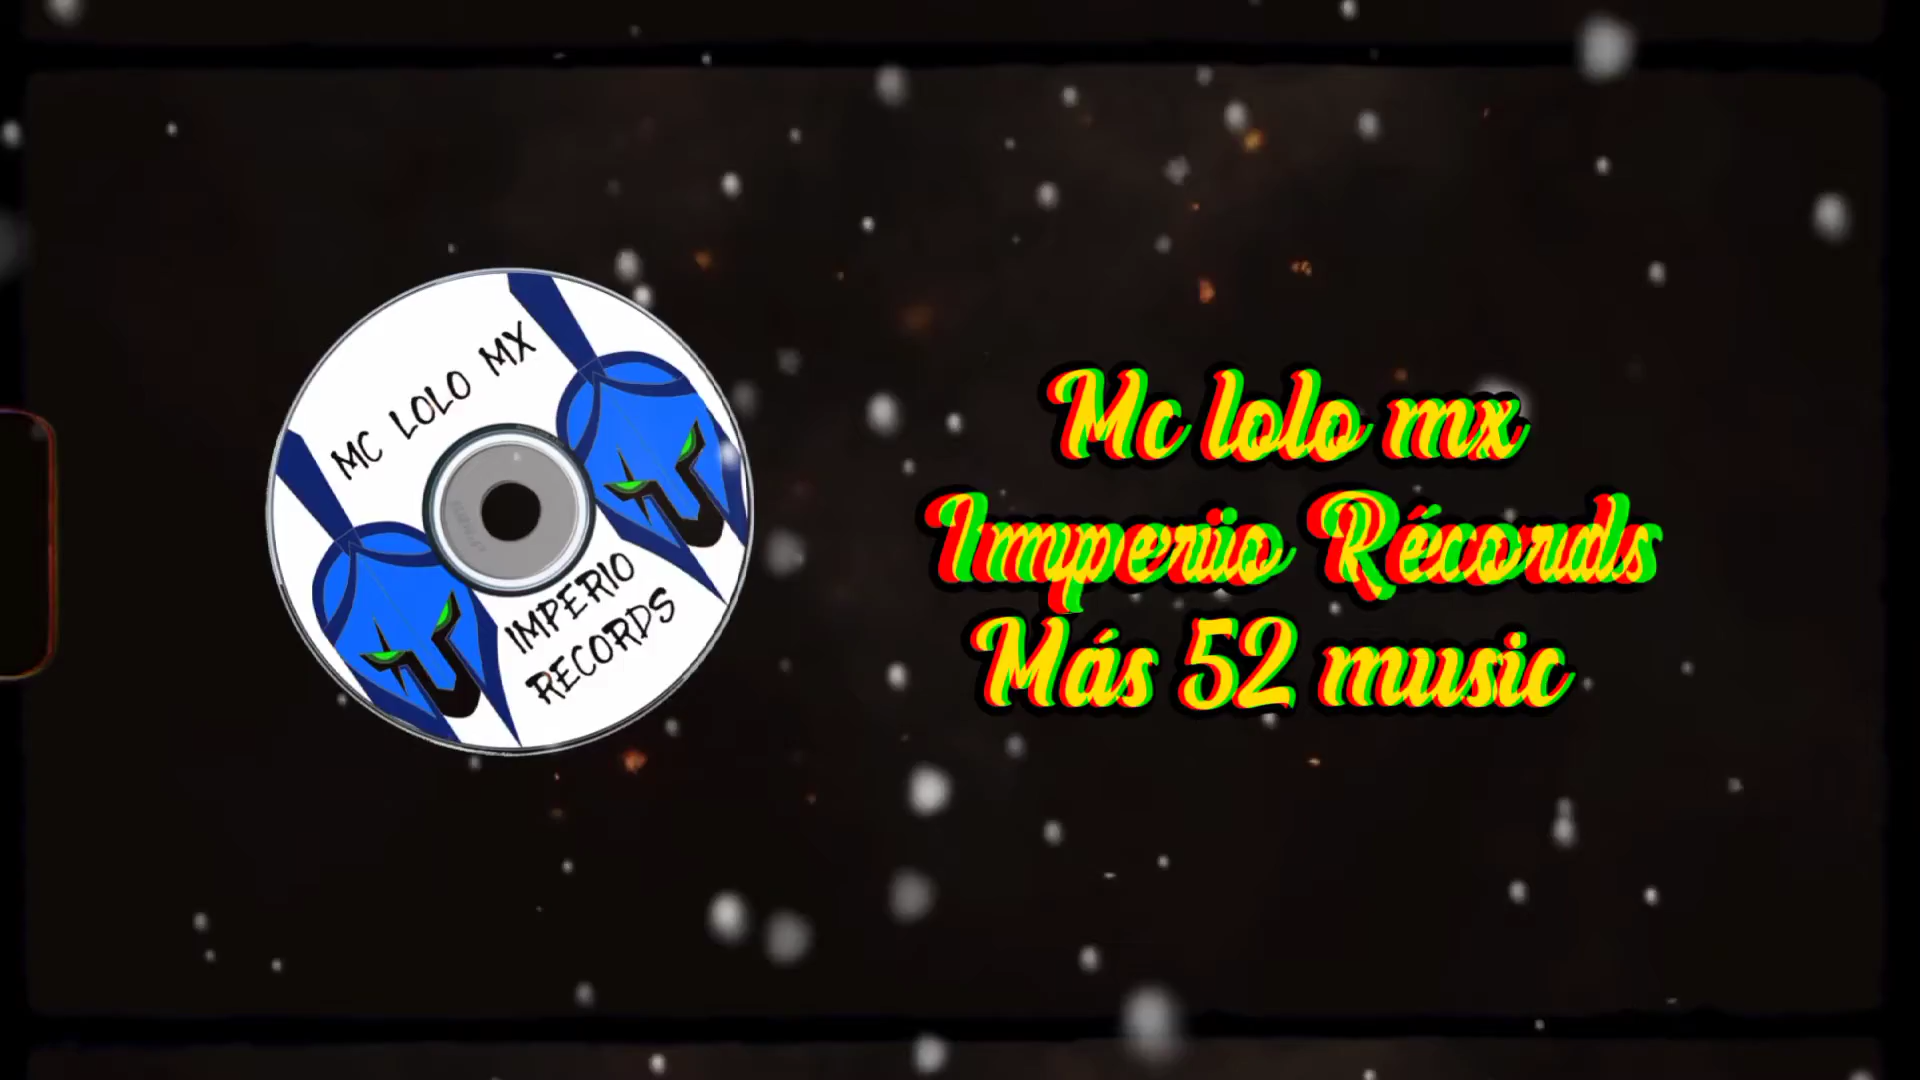 MC LOLO MX
IMPERIO
RECORDS
Mc lolo mx
Imperio Récords
Más 52 music